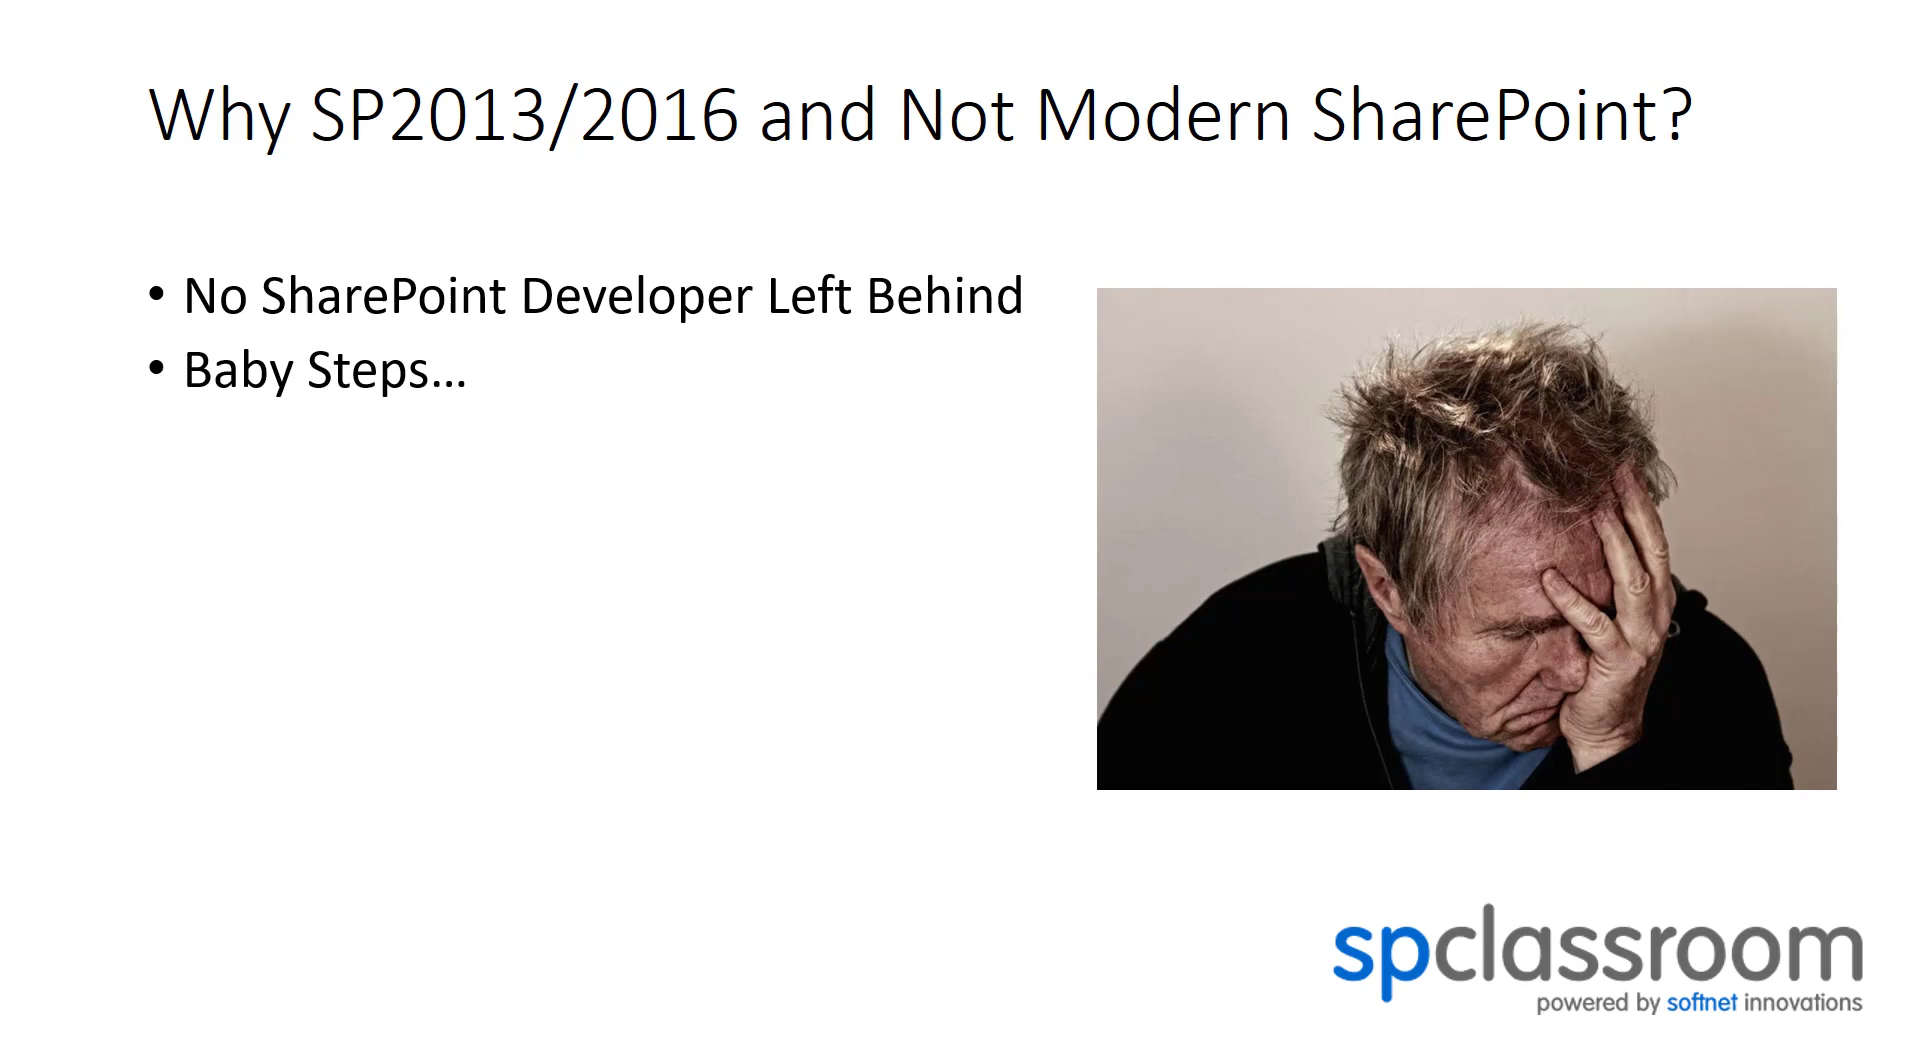 Why SP2013/2016 and Not Modern SharePoint?
• No SharePoint Developer Left Behind
• Baby Steps…
spclassroom
powered by softnet innovations